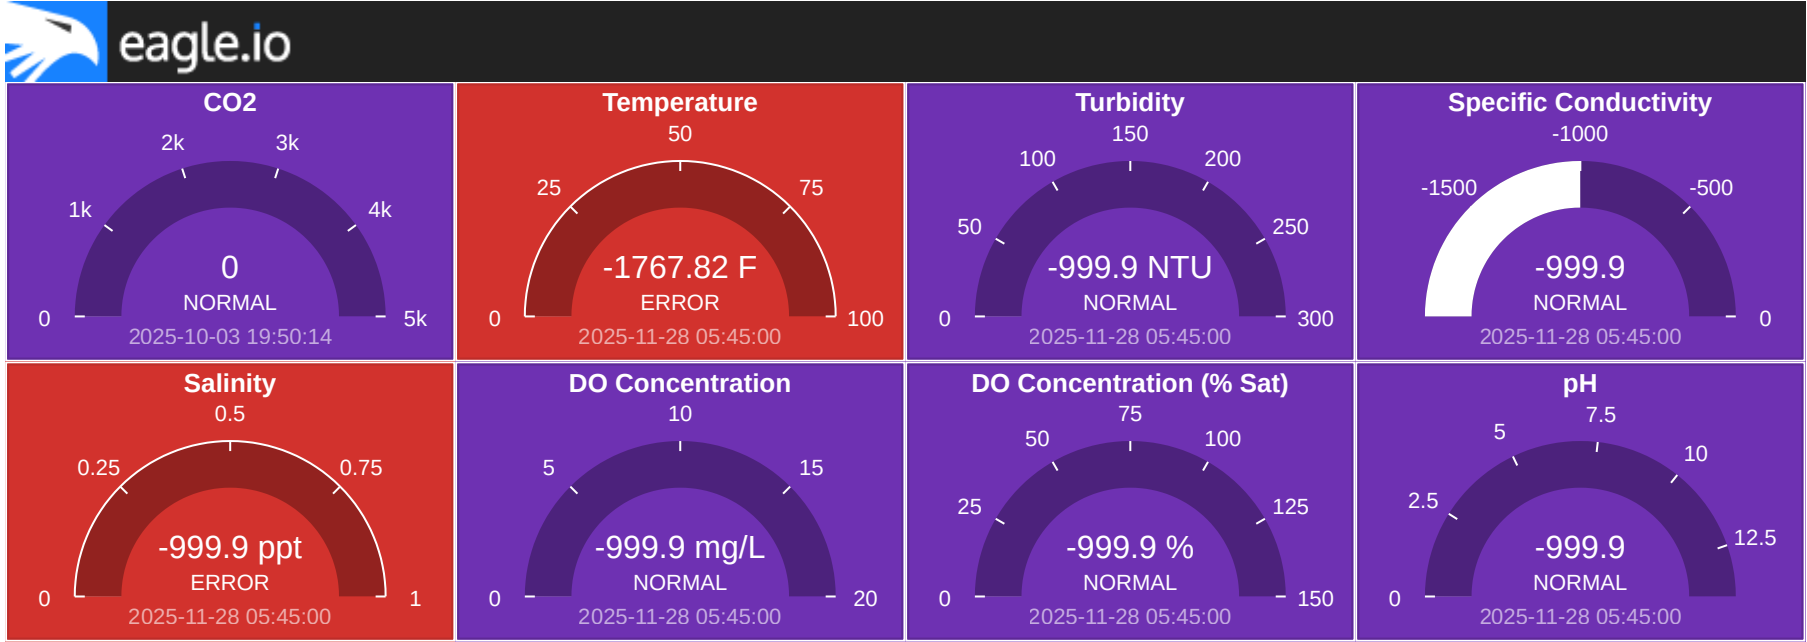 eagle.io
CO2
0
1k
2k
3k
4k
5k
0
NORMAL
2025-10-03 19:50:14
Temperature
0
25
50
75
100
-1767.82 F
ERROR
2025-11-28 05:45:00
Turbidity
0
50
100
150
200
250
300
-999.9 NTU
NORMAL
2025-11-28 05:45:00
Specific Conductivity
-1500
-1000
-500
0
-999.9
NORMAL
2025-11-28 05:45:00
Salinity
0
0.25
0.5
0.75
1
-999.9 ppt
ERROR
2025-11-28 05:45:00
DO Concentration
0
5
10
15
20
-999.9 mg/L
NORMAL
2025-11-28 05:45:00
DO Concentration (% Sat)
0
25
50
75
100
125
150
-999.9 %
NORMAL
2025-11-28 05:45:00
pH
0
2.5
5
7.5
10
12.5
-999.9
NORMAL
2025-11-28 05:45:00